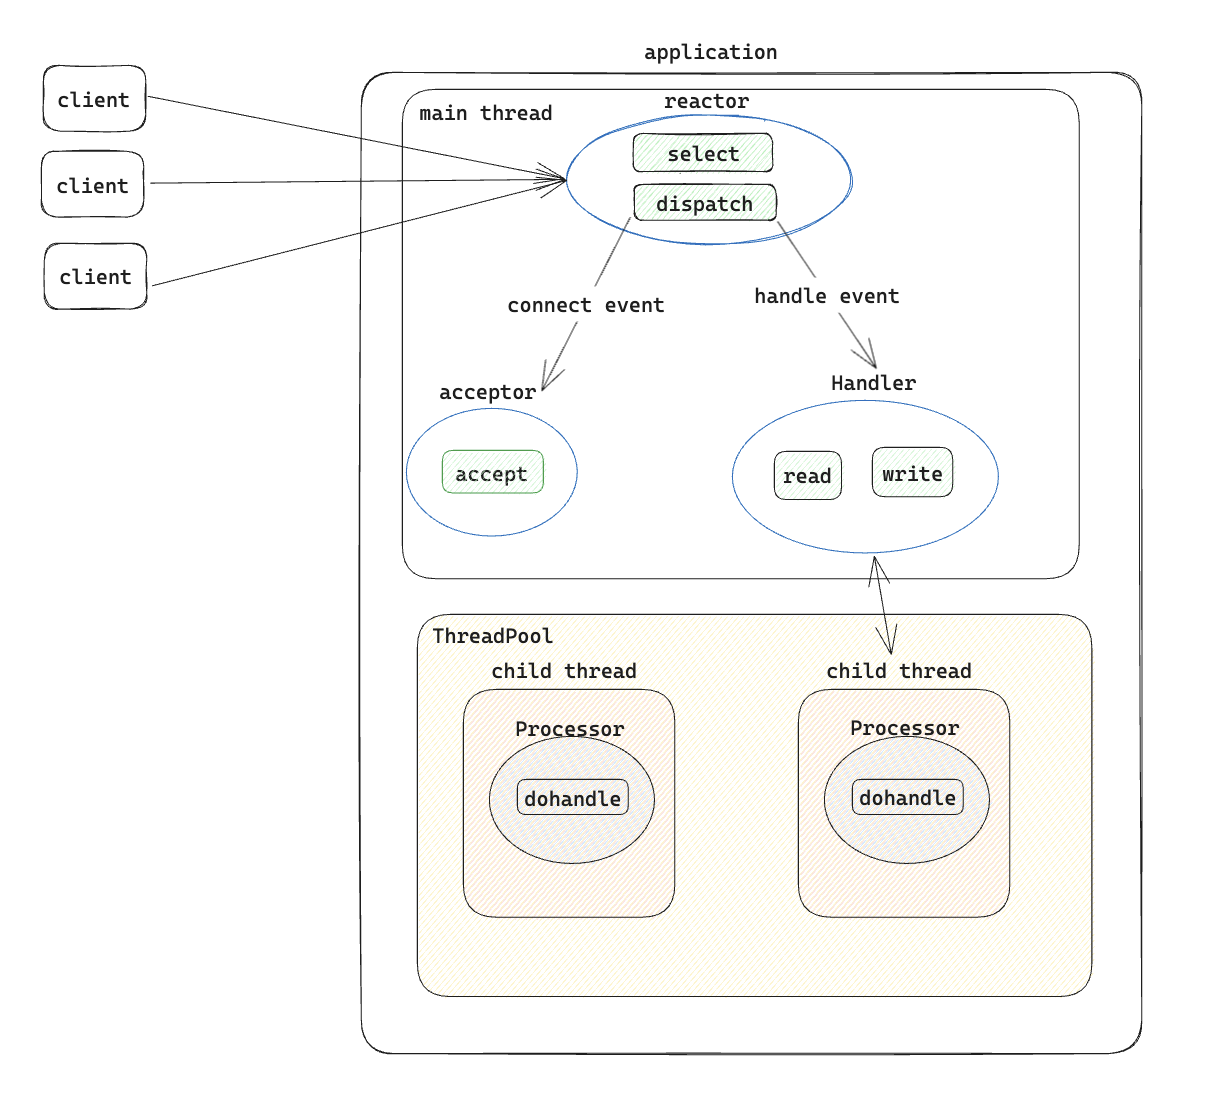 application
client
client
client
main thread
reactor
select
dispatch
connect event
handle event
acceptor
accept
Handler
read
write
ThreadPool
child thread
Processor
dohandle
child thread
Processor
dohandle